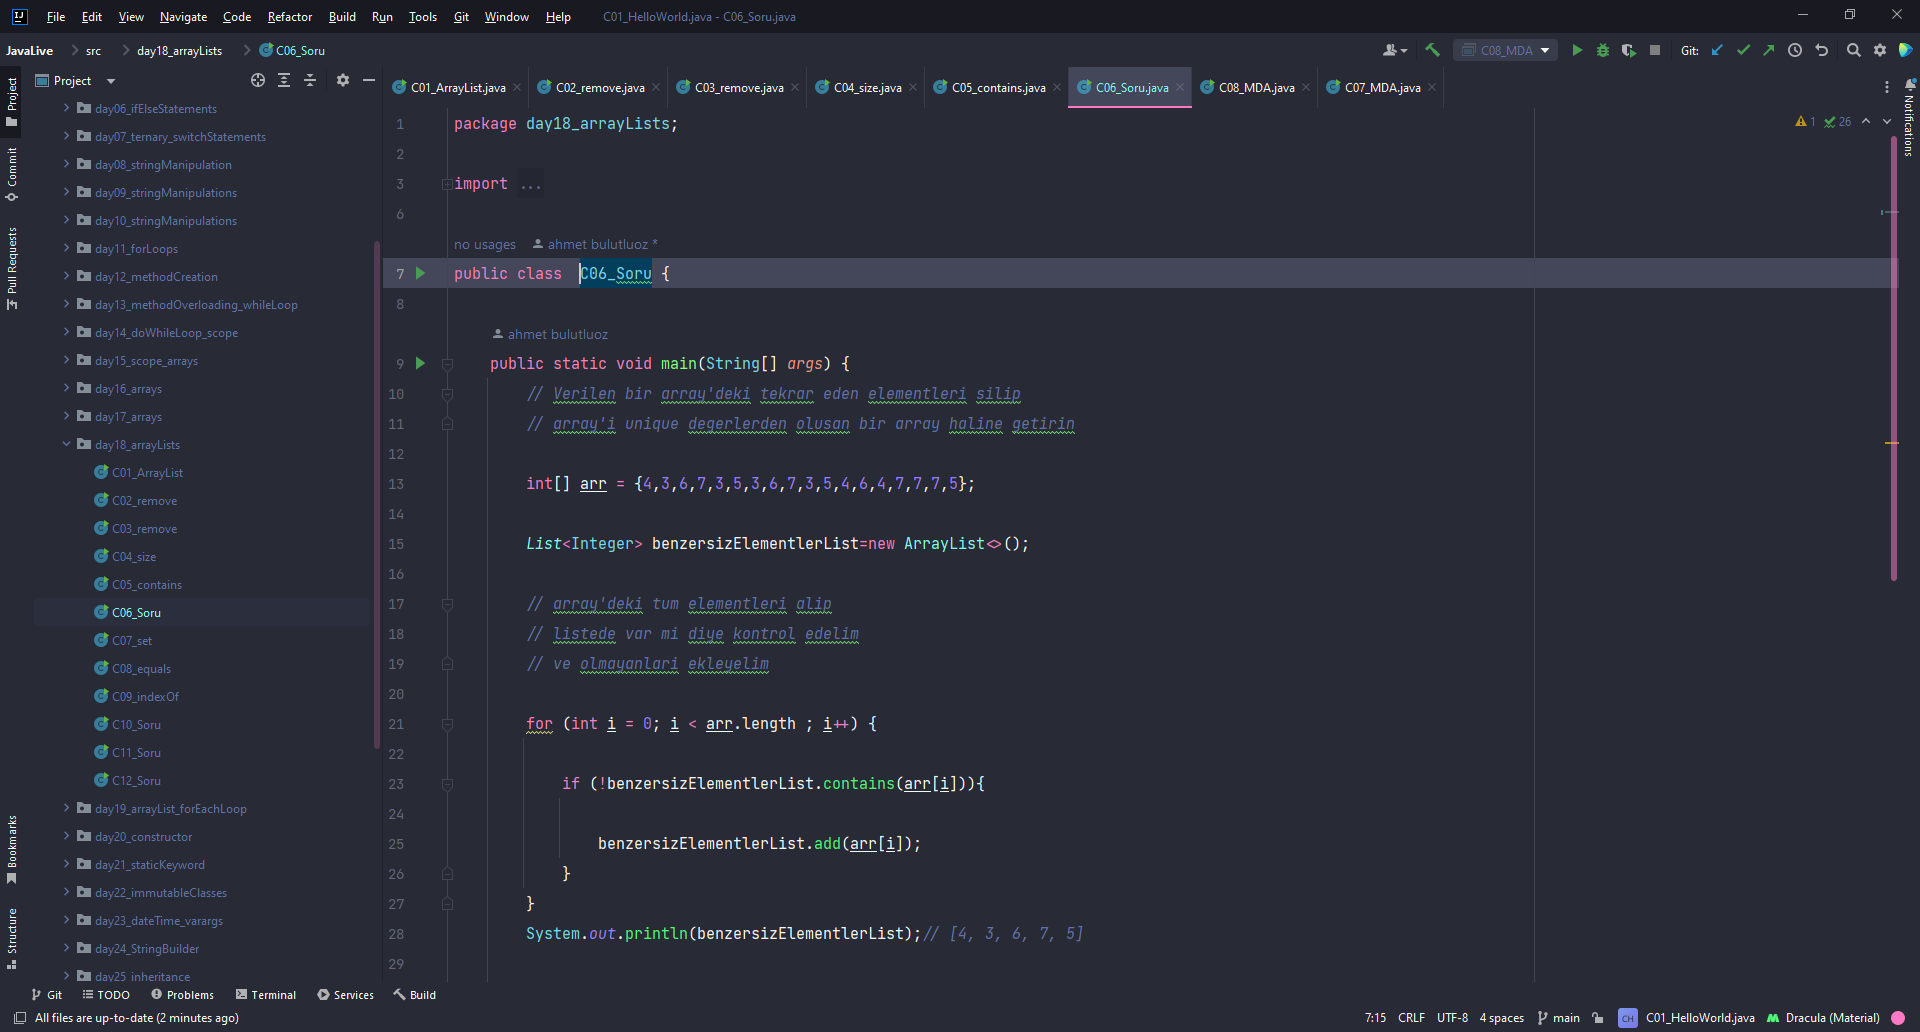 File Edit View Navigate Code Refactor Build Run Tools Git Window Help C01_HelloWorld.java - C06_Soru.java
JavaLive src day18_arrayLists C06_Soru C08_MDA Git:
Project
C01_ArrayList.java C02_remove.java C03_remove.java C04_size.java C05_contains.java C06_Soru.java C08_MDA.java C07_MDA.java
Project
Commit
Pull Requests
Bookmarks
Structure
day06_ifElseStatements
day07_ternary_switchStatements
day08_stringManipulation
day09_stringManipulations
day10_stringManipulations
day11_forLoops
day12_methodCreation
day13_methodOverloading_whileLoop
day14_doWhileLoop_scope
day15_scope_arrays
day16_arrays
day17_arrays
day18_arrayLists
C01_ArrayList
C02_remove
C03_remove
C04_size
C05_contains
C06_Soru
C07_set
C08_equals
C09_indexOf
C10_Soru
C11_Soru
C12_Soru
day19_arrayList_forEachLoop
day20_constructor
day21_staticKeyword
day22_immutableClasses
day23_dateTime_varargs
day24_StringBuilder
day25_inheritance
1 package day18_arrayLists;
2
3 import ...
6
no usages ahmet bulutluoz *
7 public class C06_Soru {
8
ahmet bulutluoz
9 public static void main(String[] args) {
10 // Verilen bir array'deki tekrar eden elementleri silip
11 // array'i unique degerlerden olusan bir array haline getirin
12
13 int[] arr = {4,3,6,7,3,5,3,6,7,3,5,4,6,4,7,7,7,5};
14
15 List<Integer> benzersizElementlerList=new ArrayList<>();
16
17 // array'deki tum elementleri alip
18 // listede var mi diye kontrol edelim
19 // ve olmayanlari ekleyelim
20
21 for (int i = 0; i < arr.length ; i++) {
22
23 if (!benzersizElementlerList.contains(arr[i])){
24
25 benzersizElementlerList.add(arr[i]);
26 }
27 }
28 System.out.println(benzersizElementlerList);// [4, 3, 6, 7, 5]
29
1 26
Notifications
Git TODO Problems Terminal Services Build
All files are up-to-date (2 minutes ago) 7:15 CRLF UTF-8 4 spaces main CH C01_HelloWorld.java Dracula (Material)